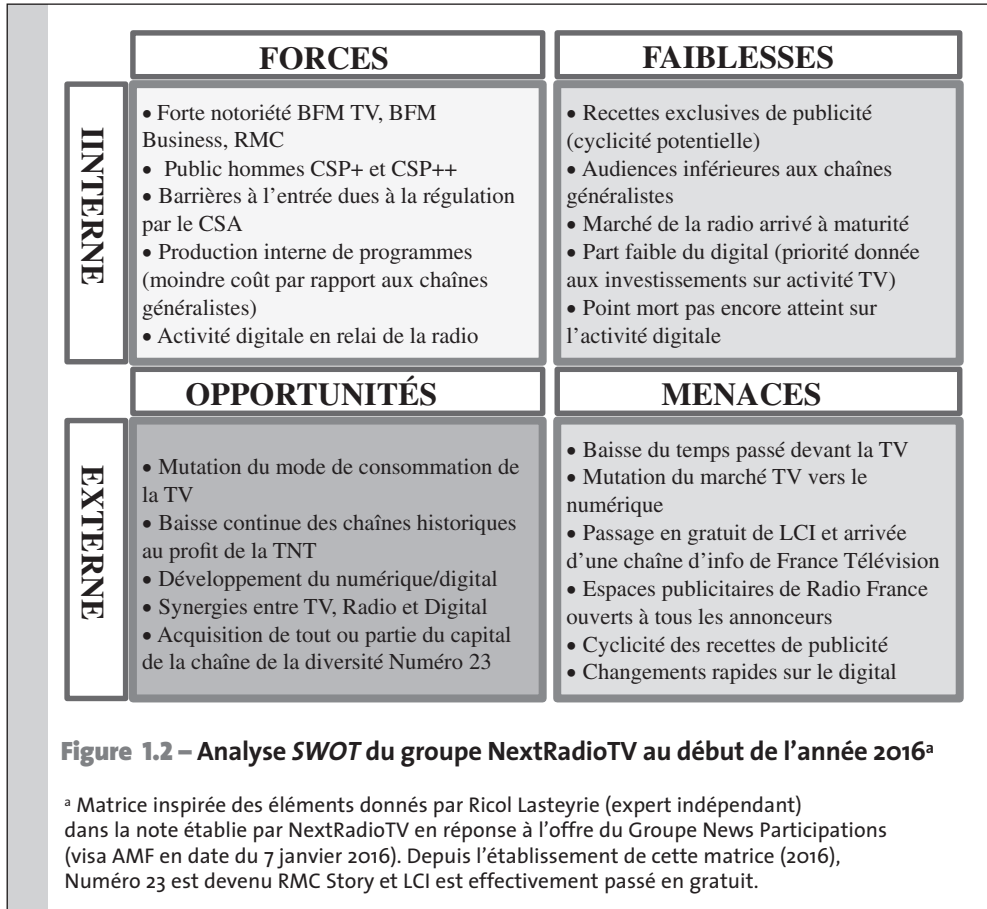 FORCES
FAIBLESSES
IINTERNE
• Forte notoriété BFM TV, BFM
Business, RMC
• Public hommes CSP+ et CSP++
• Barrières à l'entrée dues à la régulation
par le CSA
• Production interne de programmes
(moindre coût par rapport aux chaînes
généralistes)
• Activité digitale en relai de la radio
• Recettes exclusives de publicité
(cyclicité potentielle)
• Audiences inférieures aux chaînes
généralistes
• Marché de la radio arrivé à maturité
• Part faible du digital (priorité donnée
aux investissements sur activité TV)
• Point mort pas encore atteint sur
l'activité digitale
OPPORTUNITÉS
MENACES
EXTERNE
• Mutation du mode de consommation de
la TV
• Baisse continue des chaînes historiques
au profit de la TNT
• Développement du numérique/digital
• Synergies entre TV, Radio et Digital
• Acquisition de tout ou partie du capital
de la chaîne de la diversité Numéro 23
• Baisse du temps passé devant la TV
• Mutation du marché TV vers le
numérique
• Passage en gratuit de LCI et arrivée
d'une chaîne d'info de France Télévision
• Espaces publicitaires de Radio France
ouverts à tous les annonceurs
• Cyclicité des recettes de publicité
• Changements rapides sur le digital
Figure 1.2 – Analyse SWOT du groupe NextRadioTV au début de l'année 2016ª
ª Matrice inspirée des éléments donnés par Ricol Lasteyrie (expert indépendant)
dans la note établie par NextRadioTV en réponse à l'offre du Groupe News Participations
(visa AMF en date du 7 janvier 2016). Depuis l'établissement de cette matrice (2016),
Numéro 23 est devenu RMC Story et LCI est effectivement passé en gratuit.